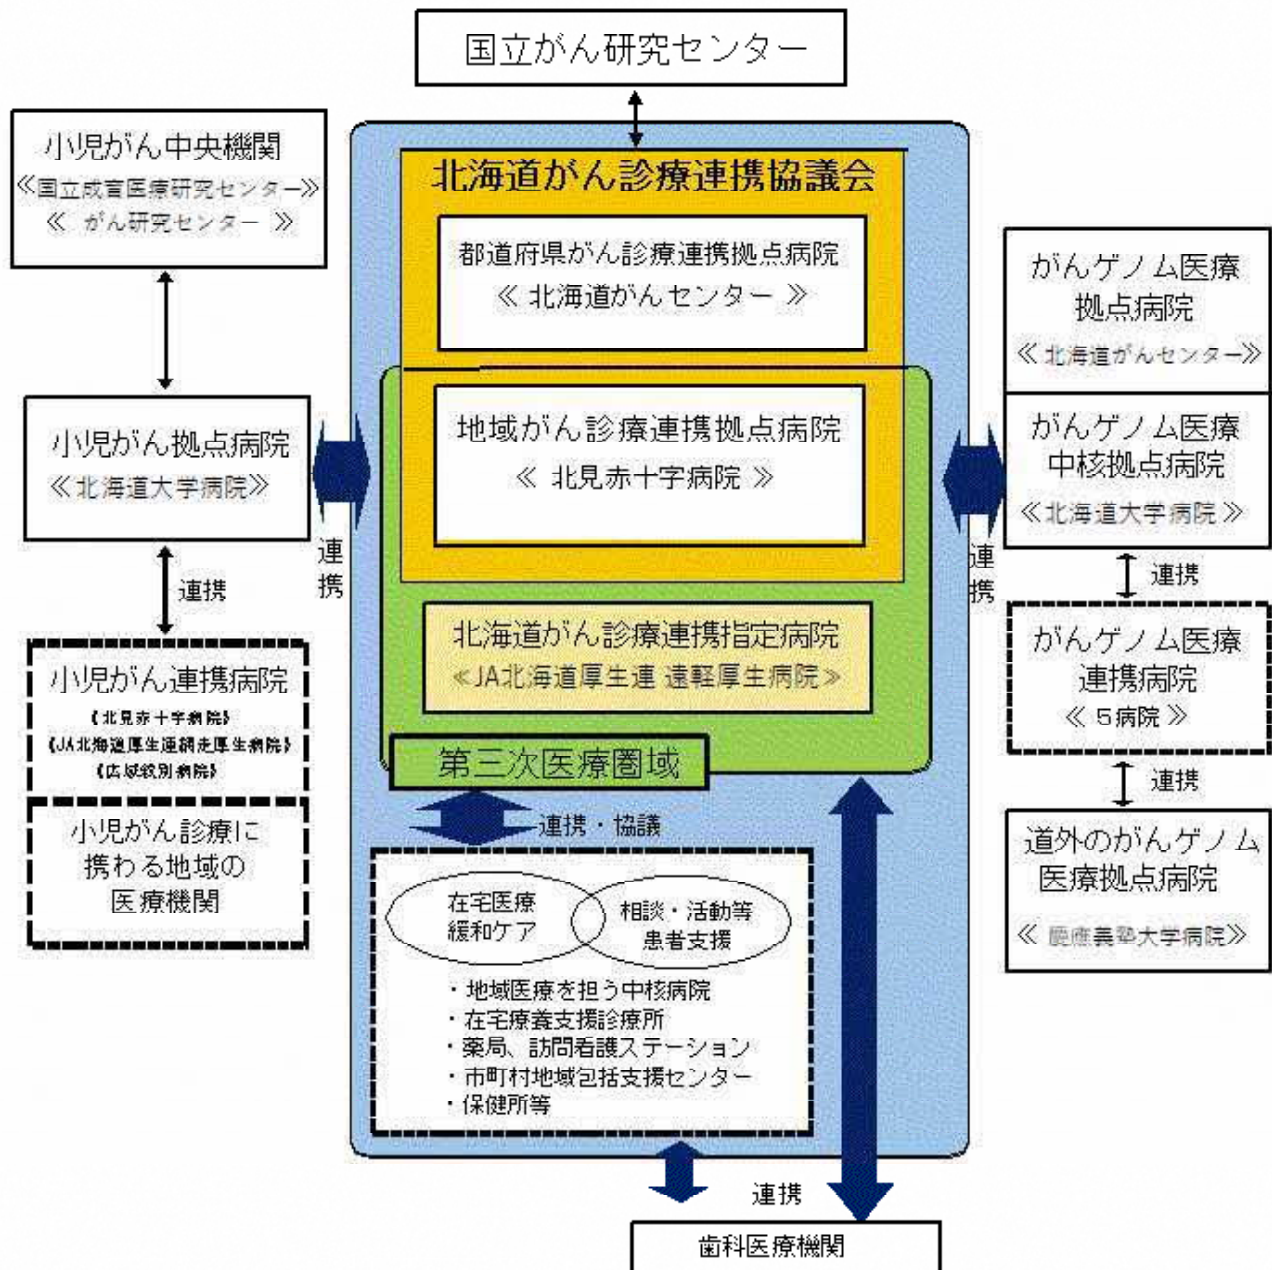 国立がん研究センター
小児がん中央機関
≪国立成育医療研究センター≫
≪ がん研究センター ≫
小児がん拠点病院
≪北海道大学病院≫
連携
小児がん連携病院
《北見赤十字病院》
《JA北海道厚生連網走厚生病院》
《広域紋別病院》
小児がん診療に
携わる地域の
医療機関
連携
北海道がん診療連携協議会
都道府県がん診療連携拠点病院
≪ 北海道がんセンター ≫
地域がん診療連携拠点病院
≪ 北見赤十字病院 ≫
北海道がん診療連携指定病院
≪JA北海道厚生連 遠軽厚生病院≫
第三次医療圏域
連携・協議
在宅医療
緩和ケア
相談・活動等
患者支援
・地域医療を担う中核病院
・在宅療養支援診療所
・薬局、訪問看護ステーション
・市町村地域包括支援センター
・保健所等
連携
歯科医療機関
連携
がんゲノム医療
拠点病院
≪北海道がんセンター≫
がんゲノム医療
中核拠点病院
≪北海道大学病院≫
連携
がんゲノム医療
連携病院
≪ 5病院 ≫
連携
道外のがんゲノム
医療拠点病院
≪ 慶應義塾大学病院≫